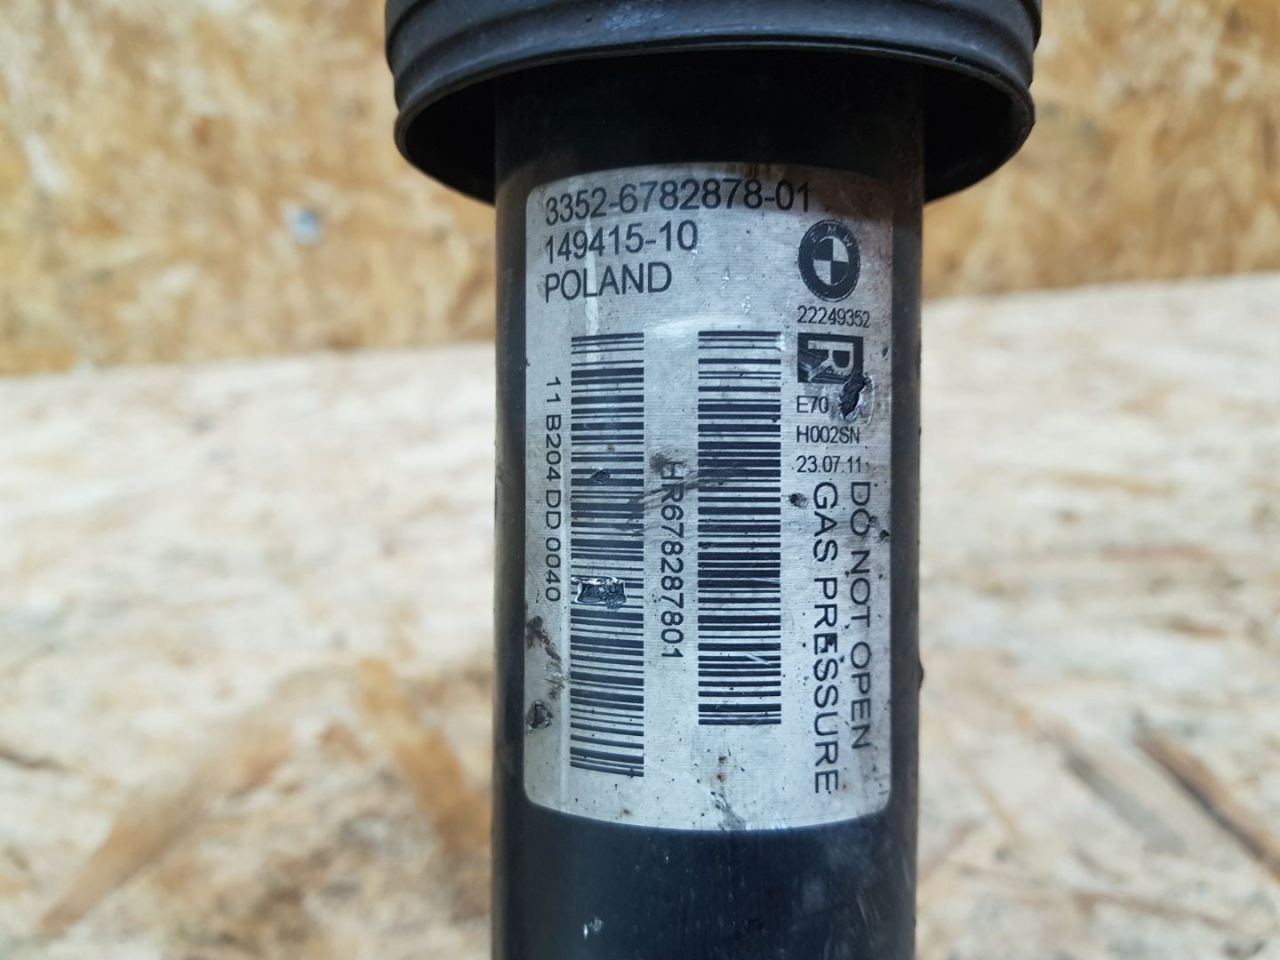 3352-6782878-01
149415-10
POLAND
BMW
22249352
R
E70
H002SN
23.07.11
11 B204 DD 0040
HR678287801
DO NOT OPEN
GAS PRESSURE